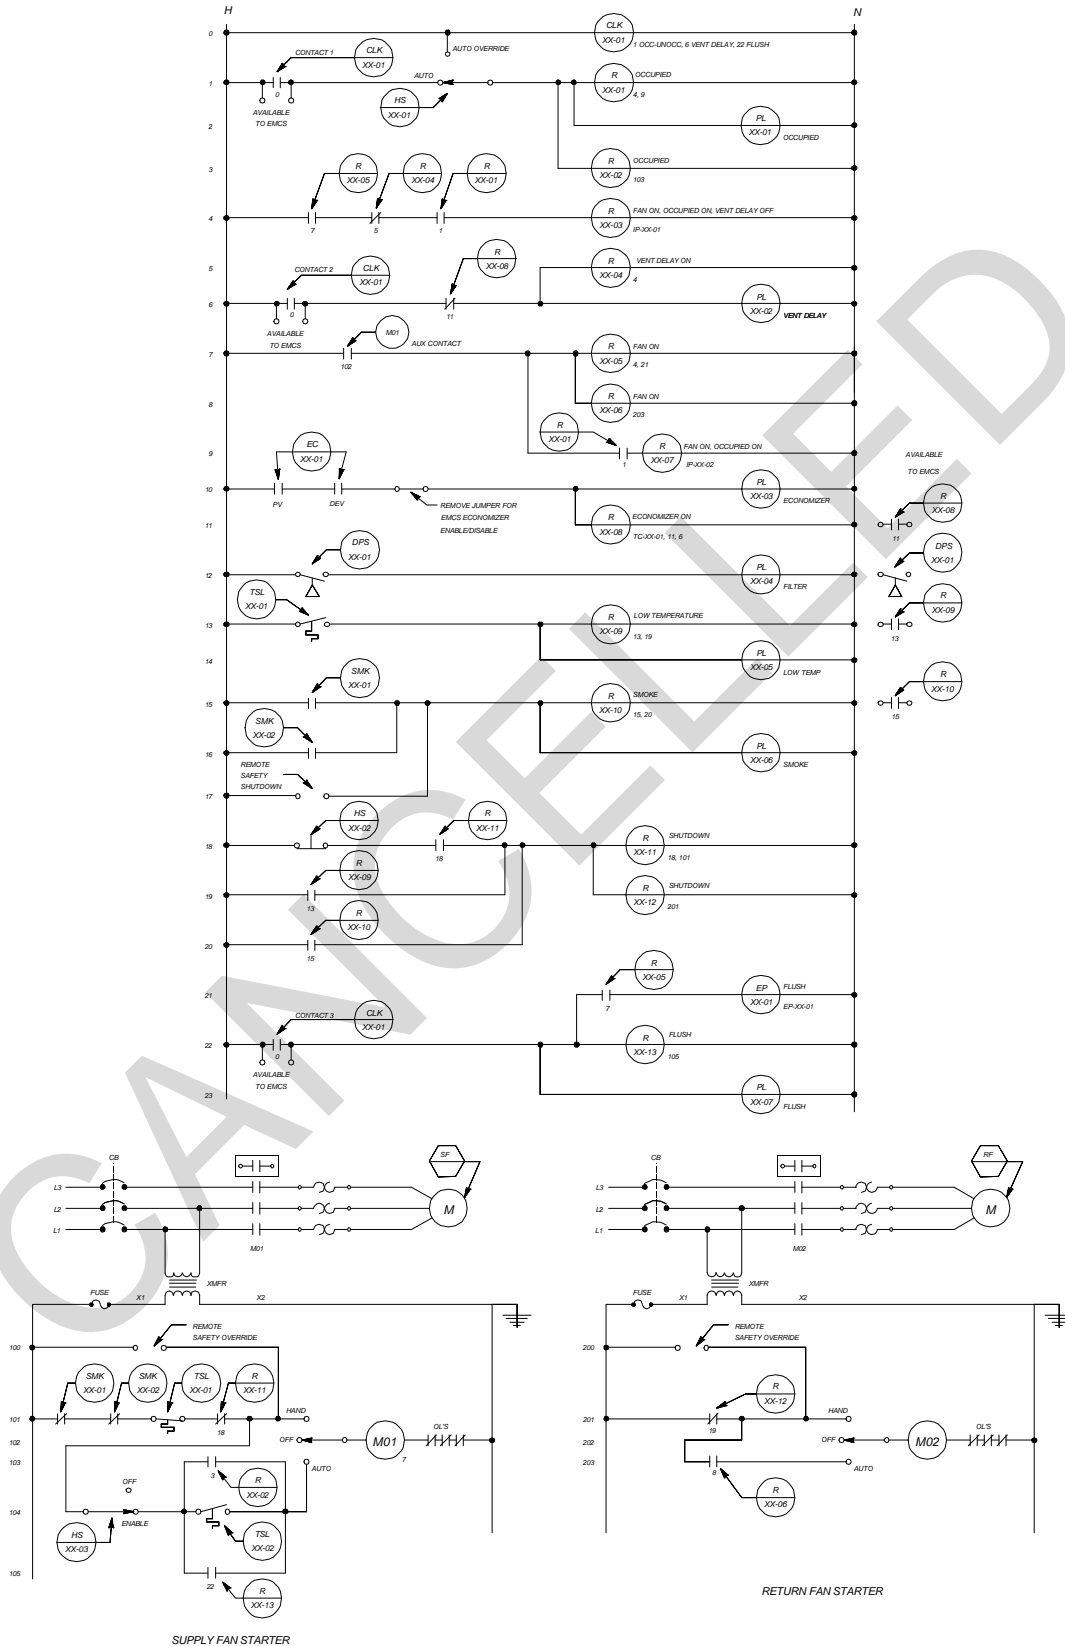 H
N
0
CLK
XX-01
1 OCC-UNOCC, 6 VENT DELAY, 22 FLUSH
AUTO OVERRIDE
CONTACT 1
CLK
XX-01
1
0
AUTO
R
XX-01
OCCUPIED
4, 9
AVAILABLE
TO EMCS
HS
XX-01
2
PL
XX-01
OCCUPIED
3
R
XX-02
OCCUPIED
103
R
XX-05
R
XX-04
R
XX-01
4
7
5
1
R
XX-03
FAN ON, OCCUPIED ON, VENT DELAY OFF
IP-XX-01
5
R
XX-04
VENT DELAY ON
4
CONTACT 2
CLK
XX-01
R
XX-08
6
0
11
PL
XX-02
VENT DELAY
AVAILABLE
TO EMCS
M01
AUX CONTACT
7
102
R
XX-05
FAN ON
4, 21
8
R
XX-06
FAN ON
203
R
XX-01
9
1
R
XX-07
FAN ON, OCCUPIED ON
IP-XX-02
EC
XX-01
AVAILABLE
TO EMCS
10
PV
DEV
REMOVE JUMPER FOR
EMCS ECONOMIZER
ENABLE/DISABLE
PL
XX-03
ECONOMIZER
11
R
XX-08
ECONOMIZER ON
TC-XX-01, 11, 6
R
XX-08
11
12
DPS
XX-01
PL
XX-04
FILTER
DPS
XX-01
TSL
XX-01
13
R
XX-09
LOW TEMPERATURE
13, 19
R
XX-09
13
14
PL
XX-05
LOW TEMP
SMK
XX-01
15
R
XX-10
SMOKE
15, 20
R
XX-10
15
SMK
XX-02
16
PL
XX-06
SMOKE
REMOTE
SAFETY
SHUTDOWN
17
HS
XX-02
R
XX-11
18
18
R
XX-11
SHUTDOWN
18, 101
R
XX-09
19
13
R
XX-12
SHUTDOWN
201
R
XX-10
20
15
R
XX-05
21
7
EP
XX-01
FLUSH
EP-XX-01
CONTACT 3
CLK
XX-01
22
0
R
XX-13
FLUSH
105
AVAILABLE
TO EMCS
23
PL
XX-07
FLUSH
CB
L3
L2
L1
M01
SF
M
XMFR
FUSE
X1
X2
100
REMOTE
SAFETY OVERRIDE
SMK
XX-01
SMK
XX-02
TSL
XX-01
R
XX-11
101
18
HAND
102
OFF
M01
7
OL'S
103
3
R
XX-02
AUTO
OFF
104
ENABLE
HS
XX-03
TSL
XX-02
105
22
R
XX-13
SUPPLY FAN STARTER
CB
L3
L2
L1
M02
RF
M
XMFR
FUSE
X1
X2
200
REMOTE
SAFETY OVERRIDE
R
XX-12
201
19
HAND
202
OFF
M02
OL'S
203
8
AUTO
R
XX-06
RETURN FAN STARTER
CANCELLED